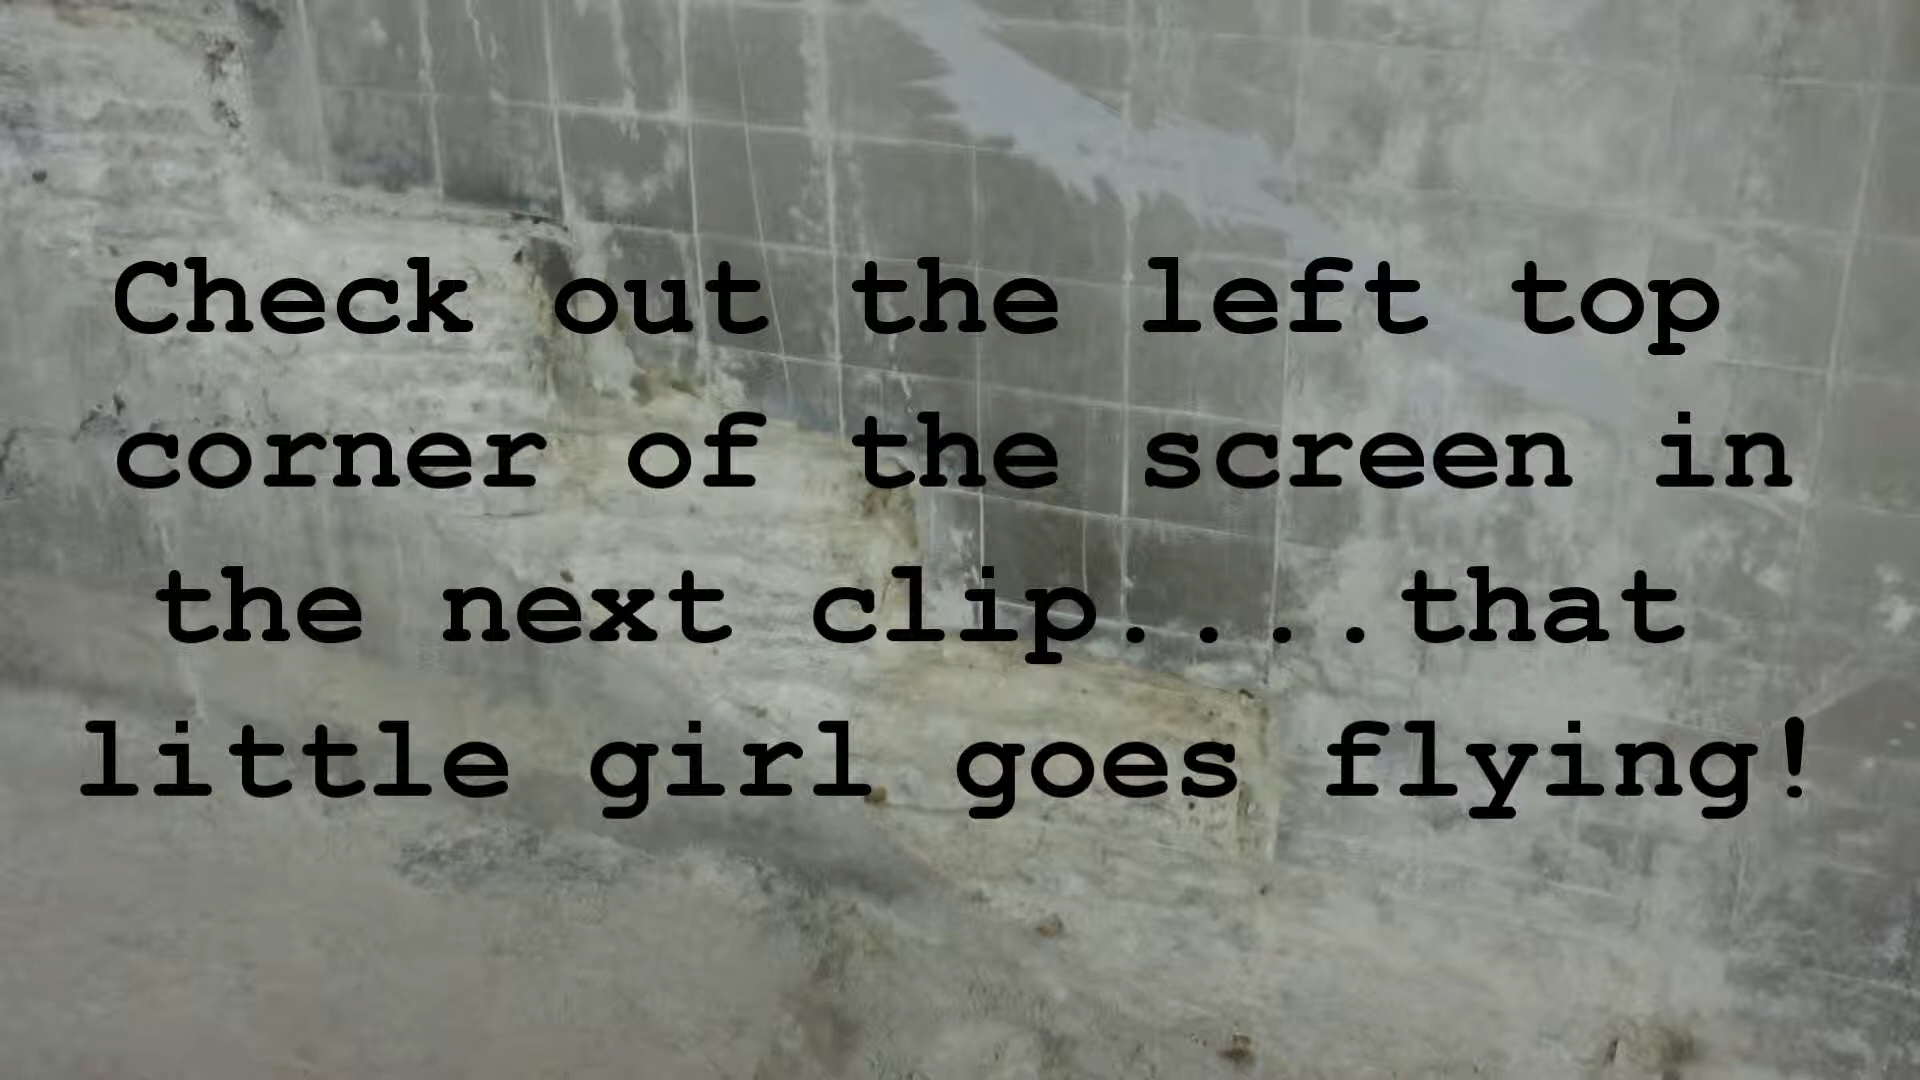 Check out the left top
corner of the screen in
the next clip....that
little girl goes flying!